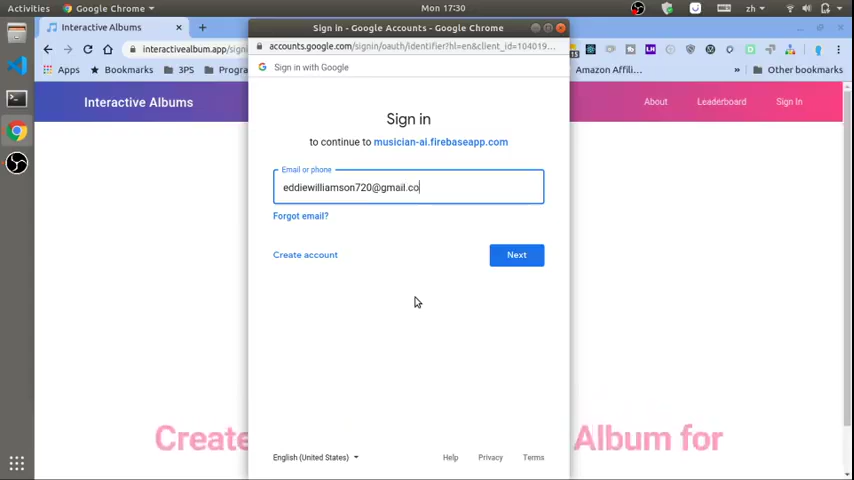 Activities
Google Chrome
Mon 17:30
zh
Interactive Albums
Sign in - Google Accounts - Google Chrome
interactivealbum.app/sign
accounts.google.com/signin/oauth/identifier?hl=en&client_id=104019...
Apps
Bookmarks
3PS
Progra
Sign in with Google
Amazon Affili...
»
Other bookmarks
Interactive Albums
About
Leaderboard
Sign In
Sign in
to continue to musician-ai.firebaseapp.com
Email or phone
eddiewilliamson720@gmail.co
Forgot email?
Create account
Next
Create
Album for
English (United States)
Help
Privacy
Terms